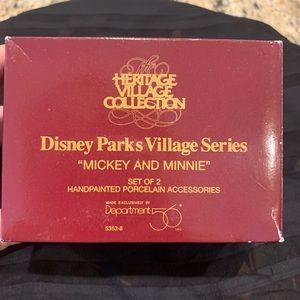 The
HERITAGE
VILLAGE
COLLECTION
Disney Parks Village Series
"MICKEY AND MINNIE"
SET OF 2
HANDPAINTED PORCELAIN ACCESSORIES
MADE EXCLUSIVELY BY
Department 56
5353-8